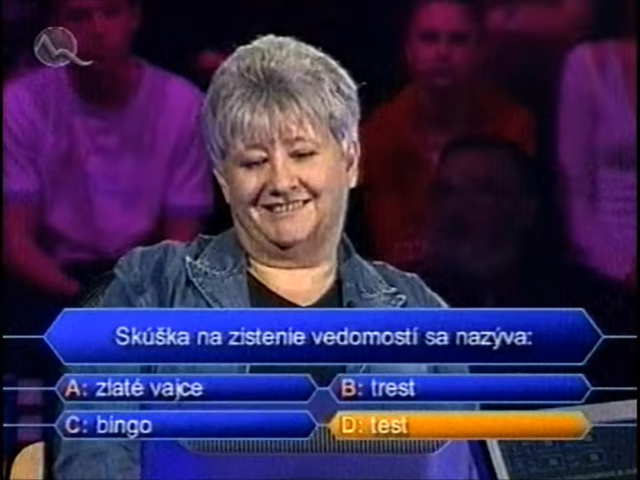 Skúška na zistenie vedomostí sa nazýva:
A: zlaté vajce
B: trest
C: bingo
D: test